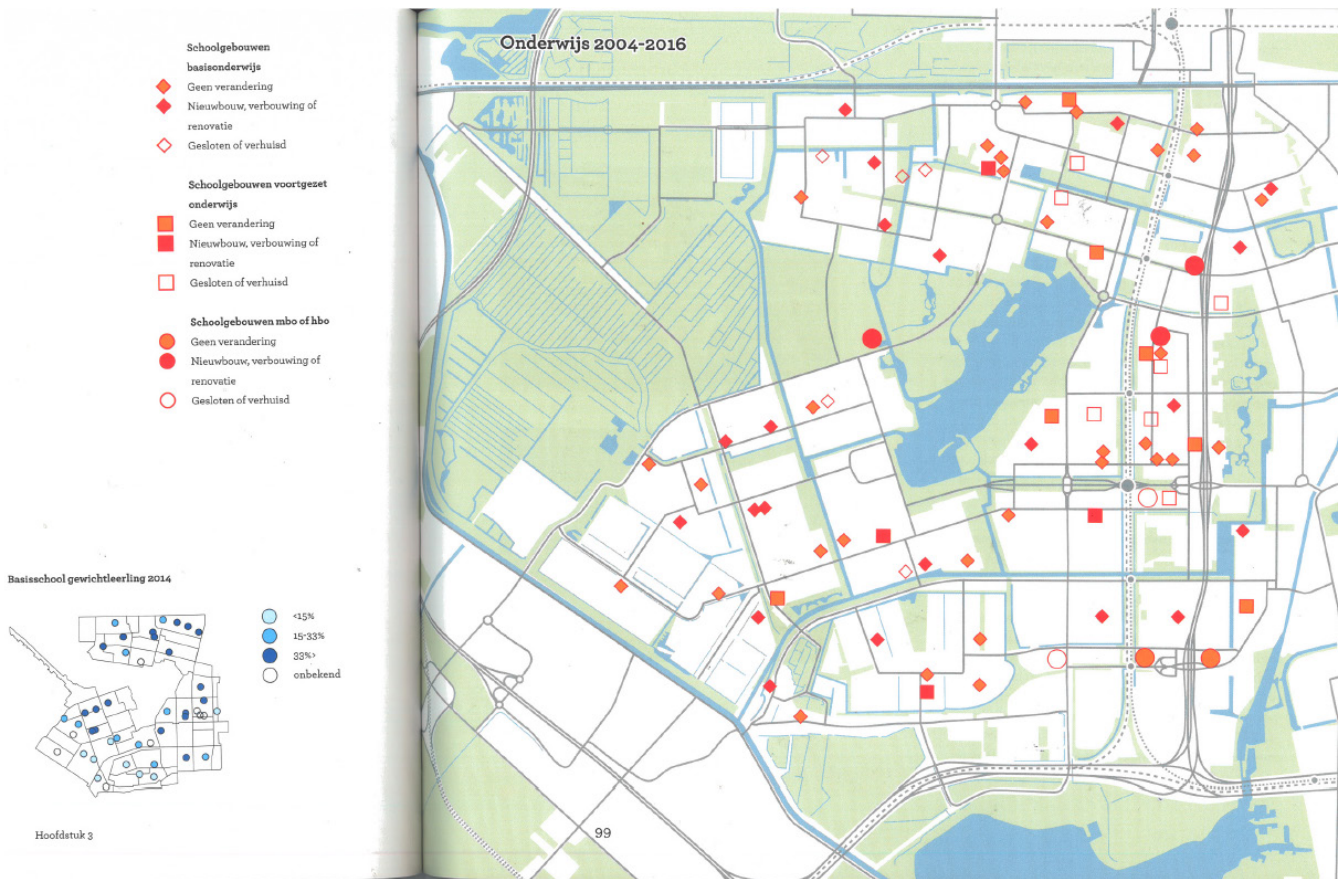 Onderwijs 2004-2016
Schoolgebouwen
basisonderwijs
Geen verandering
Nieuwbouw, verbouwing of
renovatie
Gesloten of verhuisd
Schoolgebouwen voortgezet
onderwijs
Geen verandering
Nieuwbouw, verbouwing of
renovatie
Gesloten of verhuisd
Schoolgebouwen mbo of hbo
Geen verandering
Nieuwbouw, verbouwing of
renovatie
Gesloten of verhuisd
Basisschool gewichtleerling 2014
<15%
15-33%
33%>
onbekend
Hoofdstuk 3
99